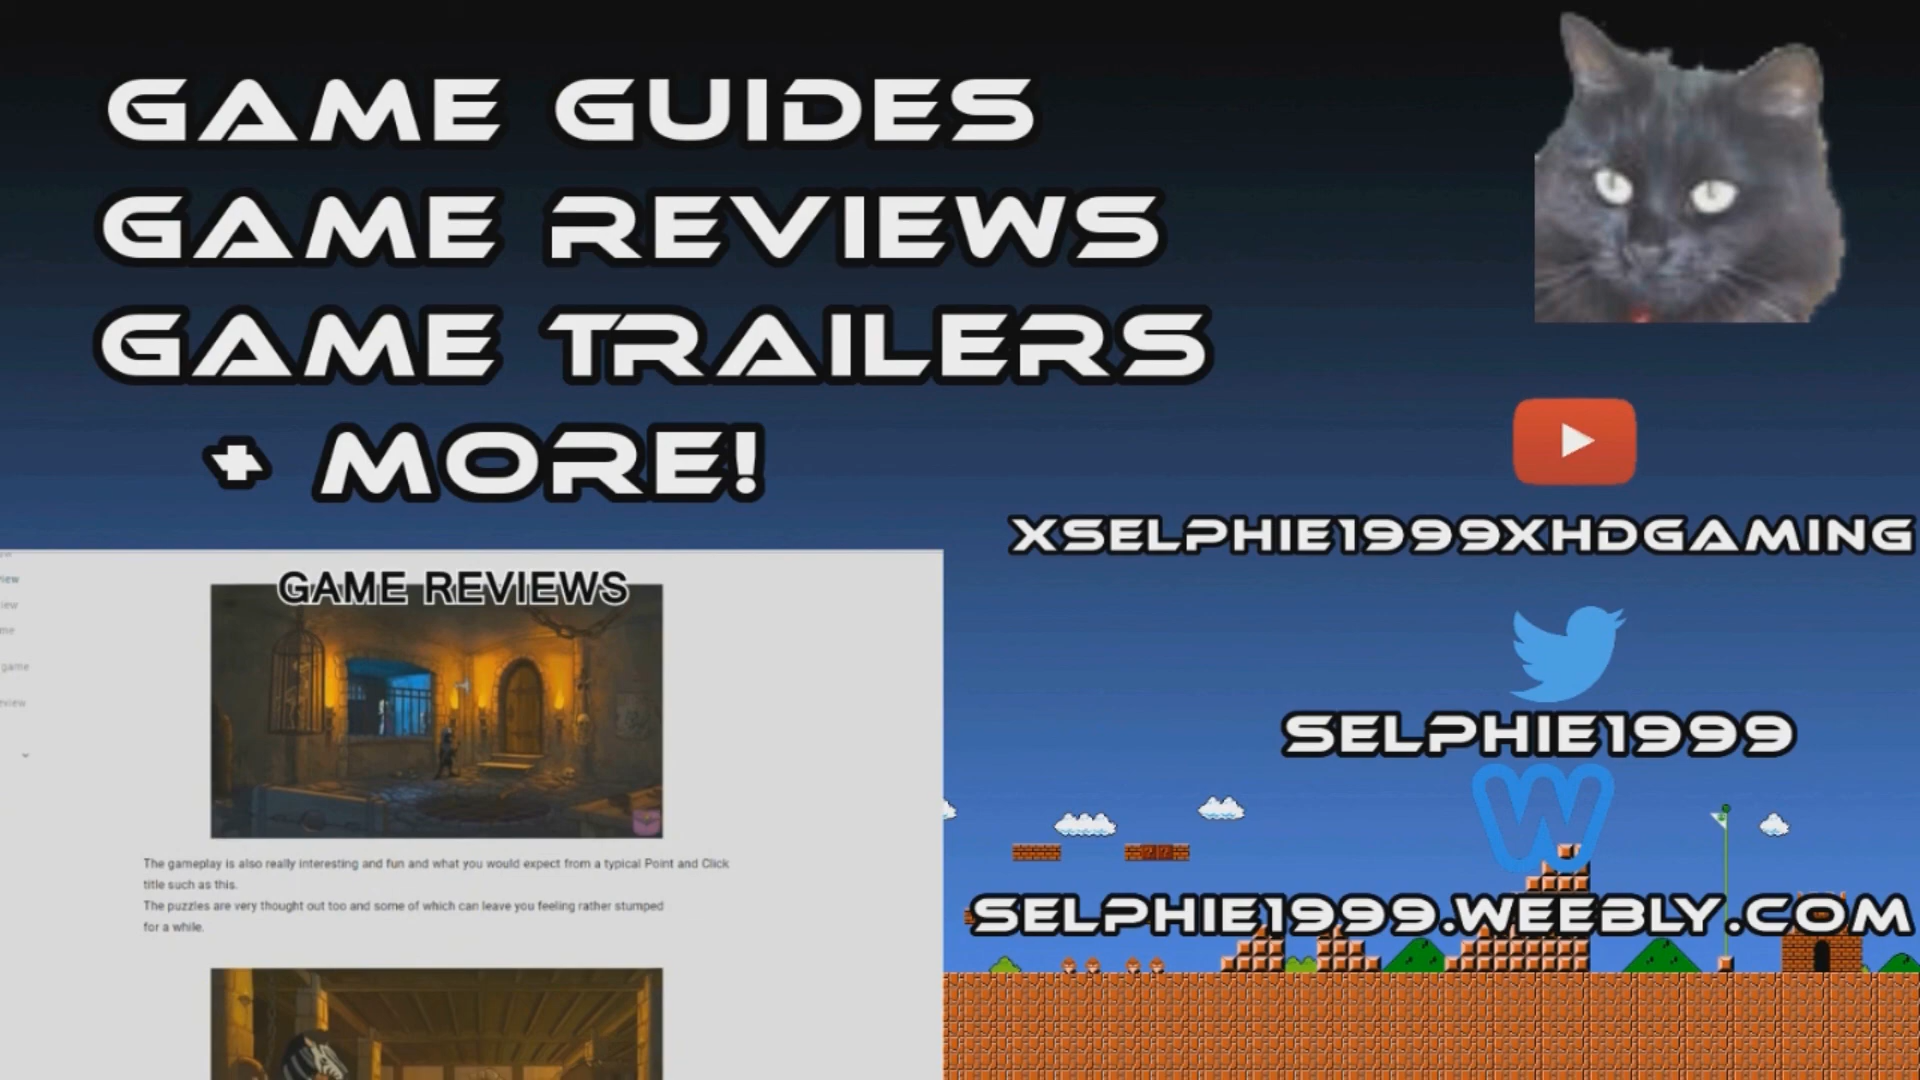 GAME GUIDES
GAME REVIEWS
GAME TRAILERS
+ MORE!
XSELPHIE1999XHDGAMING
SELPHIE1999
SELPHIE1999.WEEBLY.COM
GAME REVIEWS
game
The gameplay is also really interesting and fun and what you would expect from a typical Point and Click
title such as this.
The puzzles are very thought out too and some of which can leave you feeling rather stumped
for a while.